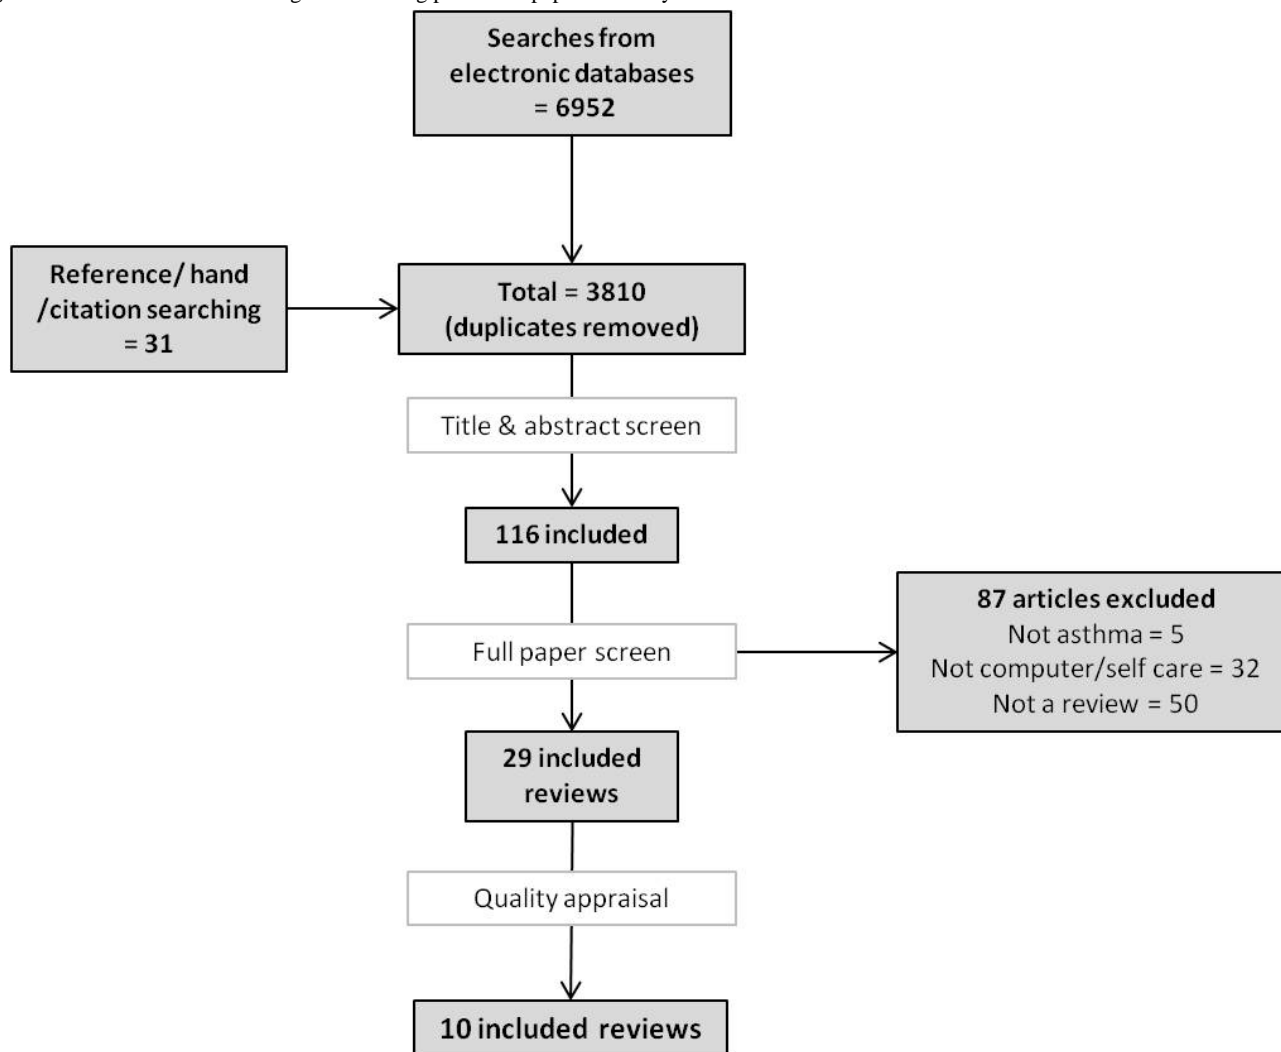 Searches from
electronic databases
= 6952
Reference/ hand
/citation searching
= 31
Total = 3810
(duplicates removed)
Title & abstract screen
116 included
Full paper screen
87 articles excluded
Not asthma = 5
Not computer/self care = 32
Not a review = 50
29 included
reviews
Quality appraisal
10 included reviews